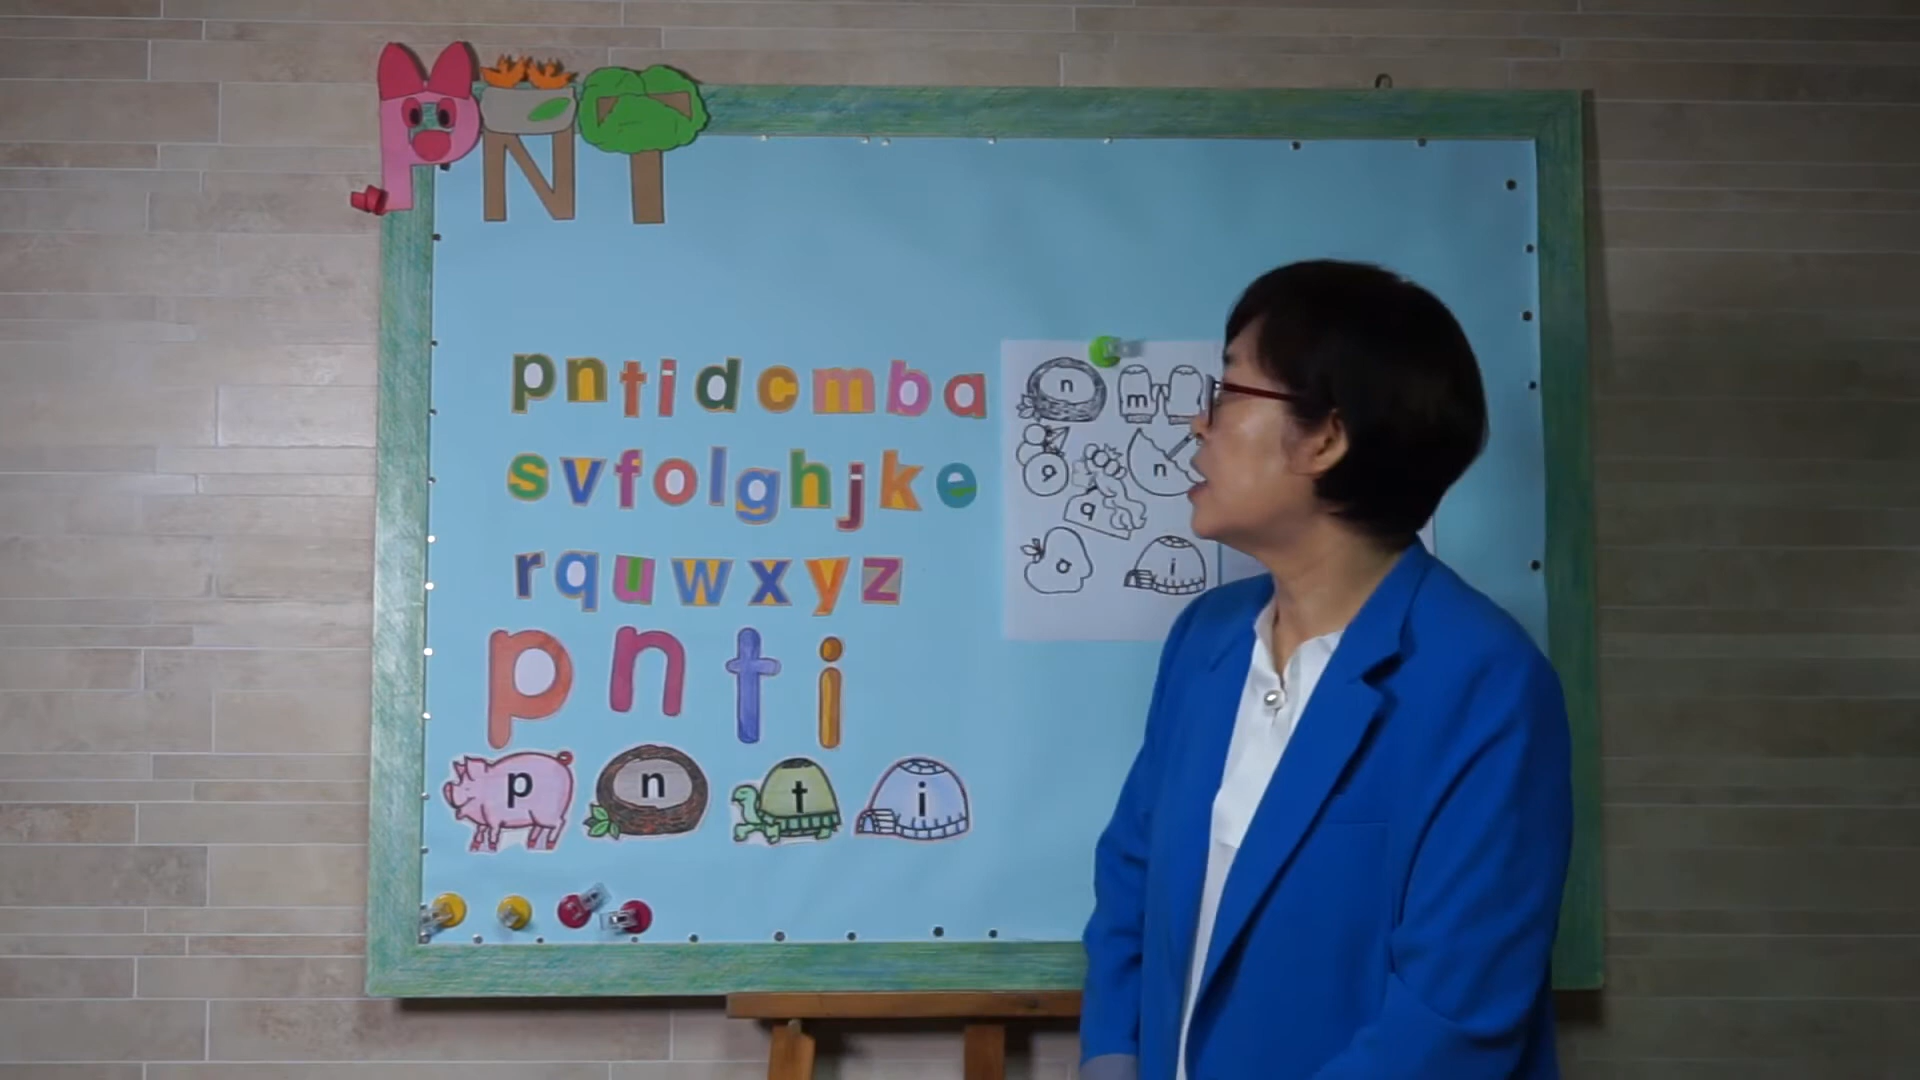 PNT
pntidcmba
svfolghjke
rquwxyz
pnti
p n t i
n m
n
q
a i